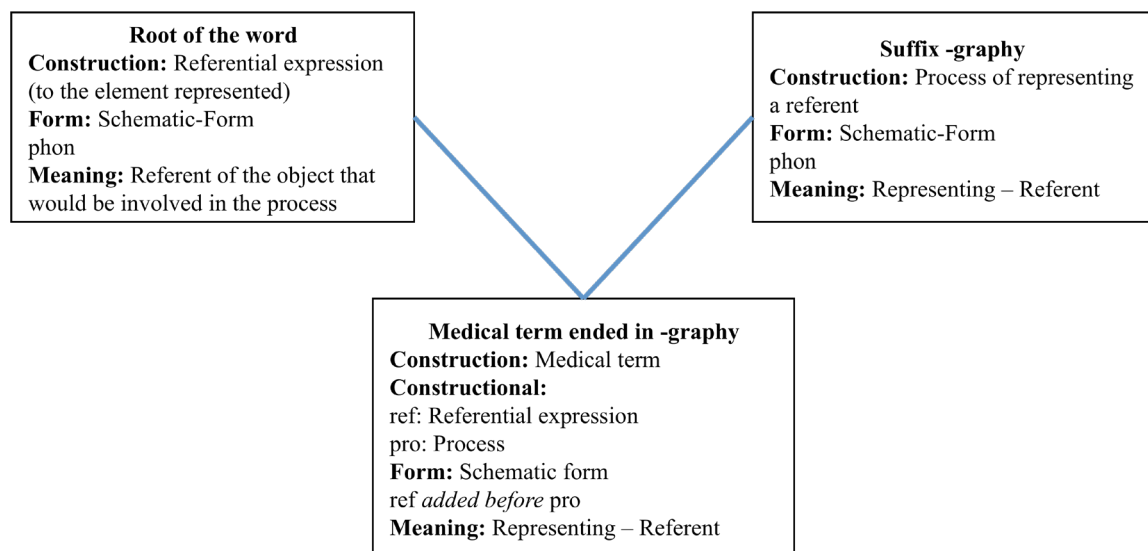 Root of the word
Construction: Referential expression
(to the element represented)
Form: Schematic-Form
phon
Meaning: Referent of the object that
would be involved in the process
Suffix -graphy
Construction: Process of representing
a referent
Form: Schematic-Form
phon
Meaning: Representing – Referent
Medical term ended in -graphy
Construction: Medical term
Constructional:
ref: Referential expression
pro: Process
Form: Schematic form
ref added before pro
Meaning: Representing – Referent